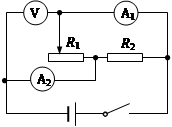 V A₁
R₁ R₂
A₂